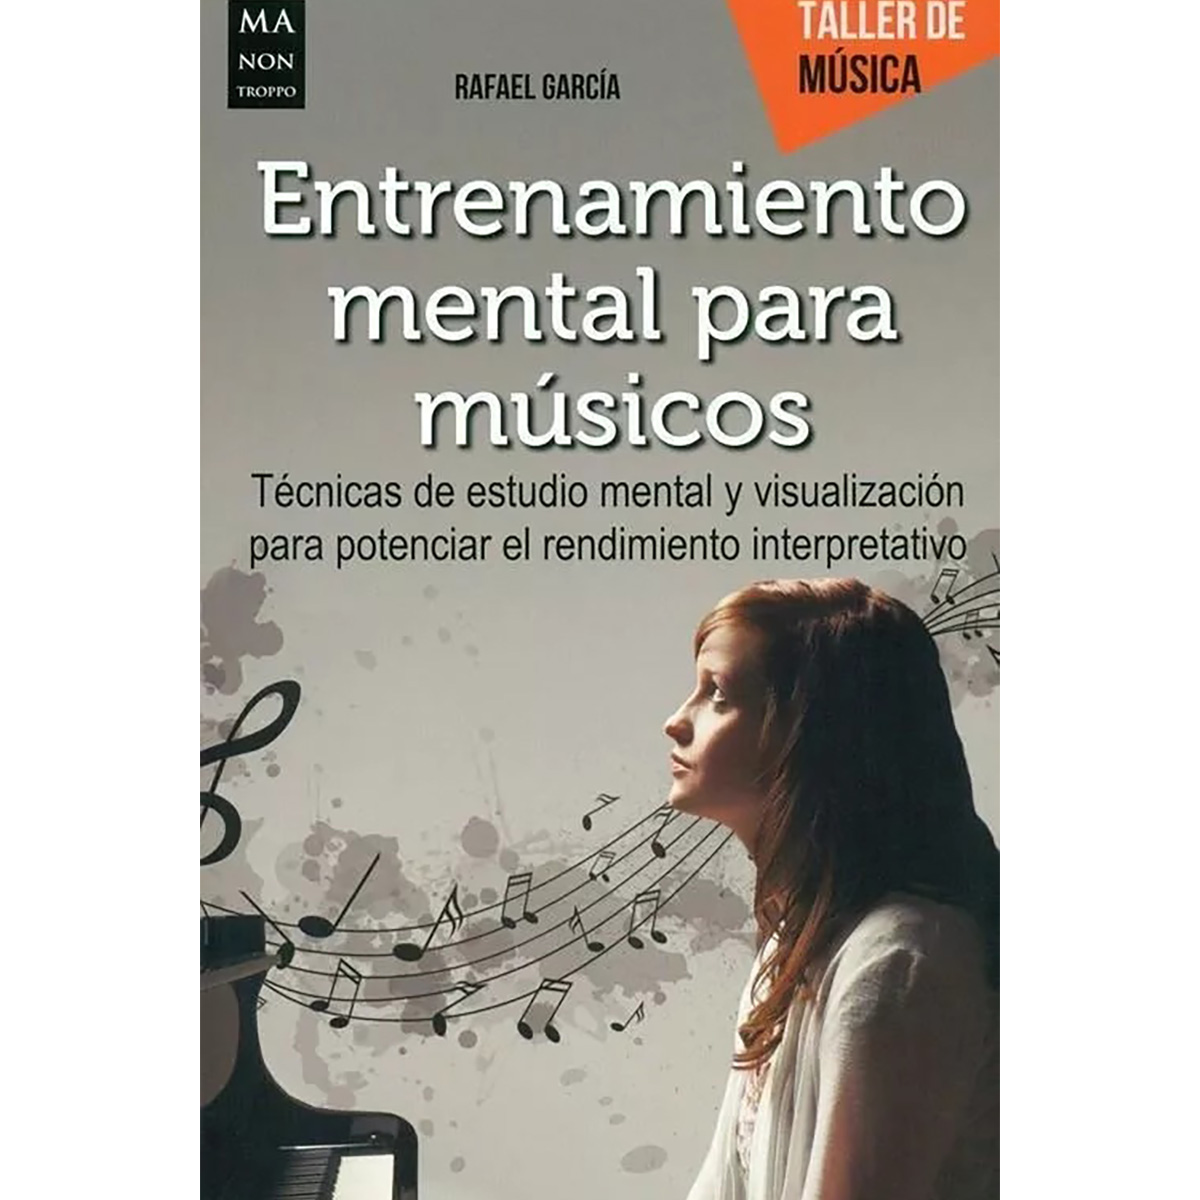 MA
NON
TROPPO
TALLER DE
MÚSICA
RAFAEL GARCÍA
Entrenamiento
mental para
músicos
Técnicas de estudio mental y visualización
para potenciar el rendimiento interpretativo